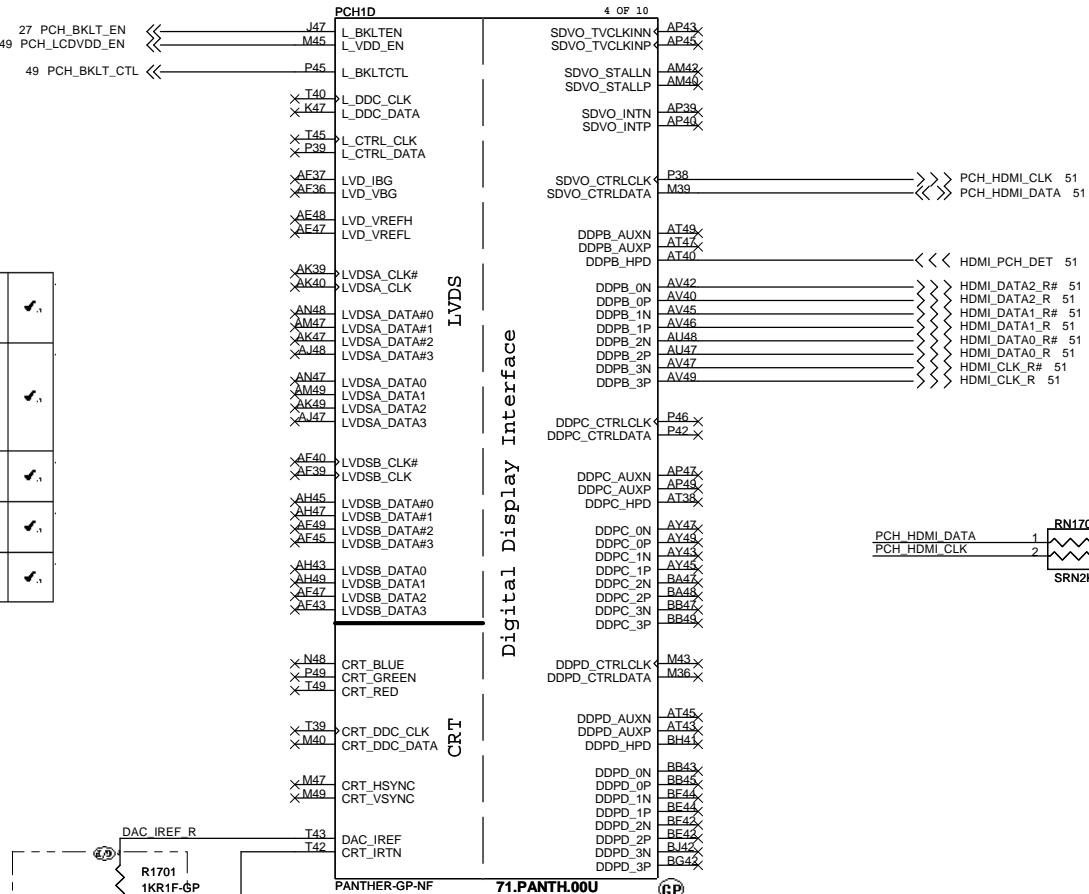 PCH1D
4 OF 10
27 PCH_BKLT_EN
49 PCH_LCDVDD_EN
49 PCH_BKLT_CTL
J47 L_BKLTEN
M45 L_VDD_EN
P45 L_BKLTCTL
T40 L_DDC_CLK
K47 L_DDC_DATA
T45 L_CTRL_CLK
P39 L_CTRL_DATA
AF37 LVD_IBG
AF36 LVD_VBG
AE48 LVD_VREFH
AE47 LVD_VREFL
AK39 LVDSA_CLK#
AK40 LVDSA_CLK
AN48 LVDSA_DATA#0
AM47 LVDSA_DATA#1
AK47 LVDSA_DATA#2
AJ48 LVDSA_DATA#3
AN47 LVDSA_DATA0
AM49 LVDSA_DATA1
AK49 LVDSA_DATA2
AJ47 LVDSA_DATA3
AF40 LVDSB_CLK#
AF39 LVDSB_CLK
AH45 LVDSB_DATA#0
AH47 LVDSB_DATA#1
AF49 LVDSB_DATA#2
AF45 LVDSB_DATA#3
AH43 LVDSB_DATA0
AH49 LVDSB_DATA1
AF47 LVDSB_DATA2
AF43 LVDSB_DATA3
N48 CRT_BLUE
P49 CRT_GREEN
T49 CRT_RED
T39 CRT_DDC_CLK
M40 CRT_DDC_DATA
M47 CRT_HSYNC
M49 CRT_VSYNC
DAC_IREF_R
T43 DAC_IREF
T42 CRT_IRTN
R1701
1KR1F-GP
LVDS
CRT
Digital Display Interface
SDVO_TVCLKINN AP43
SDVO_TVCLKINP AP45
SDVO_STALLN AM42
SDVO_STALLP AM40
SDVO_INTN AP39
SDVO_INTP AP40
SDVO_CTRLCLK P38 PCH_HDMI_CLK 51
SDVO_CTRLDATA M39 PCH_HDMI_DATA 51
DDPB_AUXN AT49
DDPB_AUXP AT47
DDPB_HPD AT40 HDMI_PCH_DET 51
DDPB_0N AV42 HDMI_DATA2_R# 51
DDPB_0P AV40 HDMI_DATA2_R 51
DDPB_1N AV45 HDMI_DATA1_R# 51
DDPB_1P AV46 HDMI_DATA1_R 51
DDPB_2N AU48 HDMI_DATA0_R# 51
DDPB_2P AU47 HDMI_DATA0_R 51
DDPB_3N AV47 HDMI_CLK_R# 51
DDPB_3P AV49 HDMI_CLK_R 51
DDPC_CTRLCLK P46
DDPC_CTRLDATA P42
DDPC_AUXN AP47
DDPC_AUXP AP49
DDPC_HPD AT38
DDPC_0N AY47
DDPC_0P AY49
DDPC_1N AY43
DDPC_1P AY45
DDPC_2N BA47
DDPC_2P BA48
DDPC_3N BB47
DDPC_3P BB49
DDPD_CTRLCLK M43
DDPD_CTRLDATA M36
DDPD_AUXN AT45
DDPD_AUXP AT43
DDPD_HPD BH41
DDPD_0N BB43
DDPD_0P BB45
DDPD_1N BF44
DDPD_1P BE44
DDPD_2N BF42
DDPD_2P BE42
DDPD_3N BJ42
DDPD_3P BG42
PCH_HDMI_DATA 1
PCH_HDMI_CLK 2
RN170
SRN2
PANTHER-GP-NF
71.PANTH.00U
GP